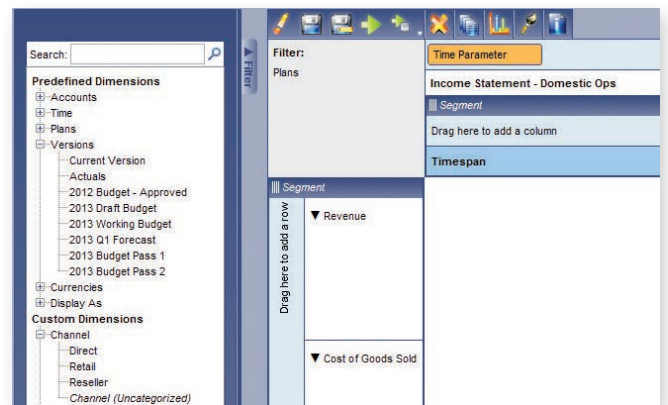 Search:
Predefined Dimensions
Accounts
Time
Plans
Versions
Current Version
Actuals
2012 Budget - Approved
2013 Draft Budget
2013 Working Budget
2013 Q1 Forecast
2013 Budget Pass 1
2013 Budget Pass 2
Currencies
Display As
Custom Dimensions
Channel
Direct
Retail
Reseller
Channel (Uncategorized)
Filter
Filter:
Plans
Time Parameter
Income Statement - Domestic Ops
Segment
Drag here to add a column
Timespan
Segment
Drag here to add a row
Revenue
Cost of Goods Sold